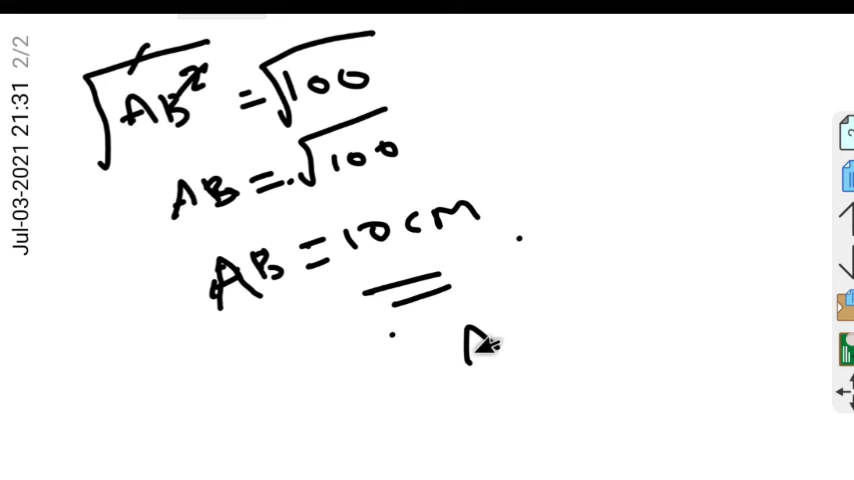 Jul-03-2021 21:31 2/2
√AB² = √100
AB = √100
AB = 10 cm